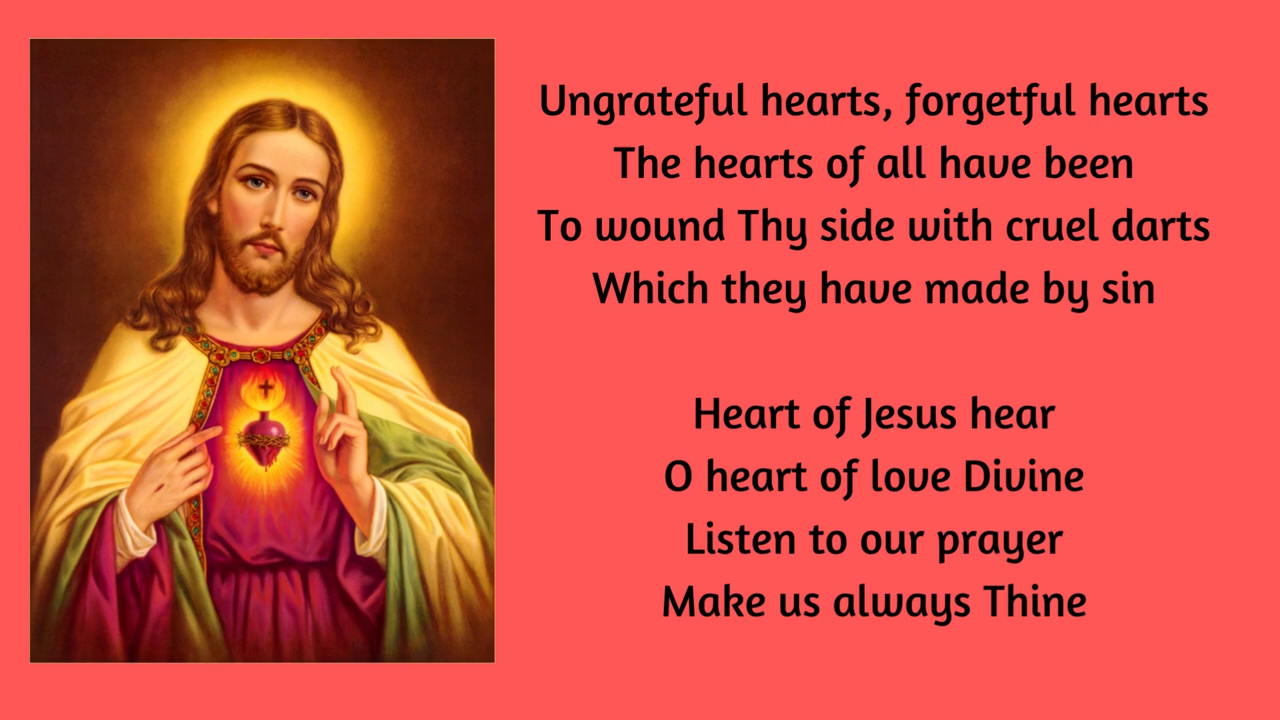 Ungrateful hearts, forgetful hearts
The hearts of all have been
To wound Thy side with cruel darts
Which they have made by sin
Heart of Jesus hear
O heart of love Divine
Listen to our prayer
Make us always Thine